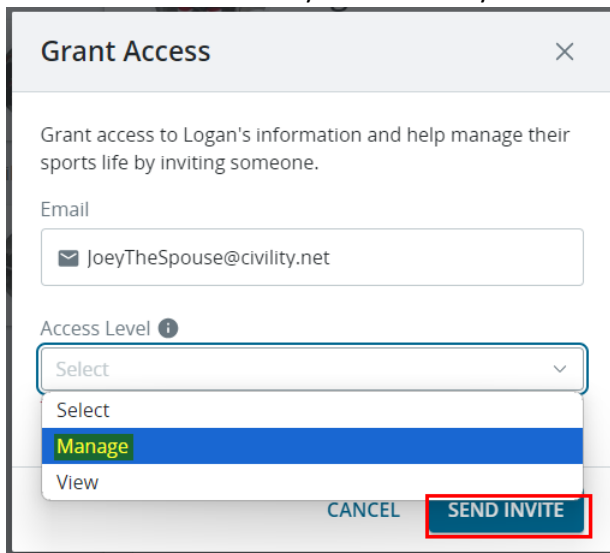 Grant Access
Grant access to Logan's information and help manage their
sports life by inviting someone.
Email
JoeyTheSpouse@civility.net
Access Level
Select
Select
Manage
View
CANCEL SEND INVITE